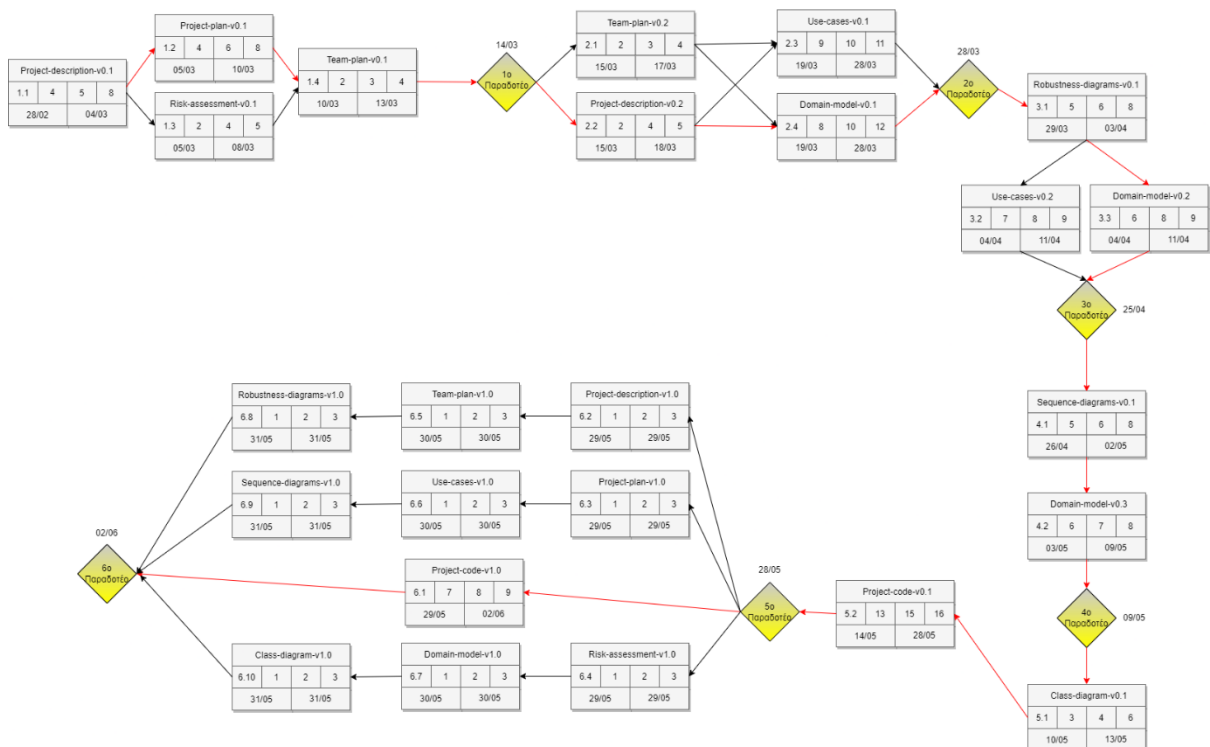 Project-description-v0.1
1.1 4 5 8
28/02 04/03
Project-plan-v0.1
1.2 4 6 8
05/03 10/03
Risk-assessment-v0.1
1.3 2 4 5
05/03 08/03
Team-plan-v0.1
1.4 2 3 4
10/03 13/03
14/03
1ο
Παραδοτέο
Team-plan-v0.2
2.1 2 3 4
15/03 17/03
Project-description-v0.2
2.2 2 4 5
15/03 18/03
Use-cases-v0.1
2.3 9 10 11
19/03 28/03
Domain-model-v0.1
2.4 8 10 12
19/03 28/03
28/03
2ο
Παραδοτέο
Robustness-diagrams-v0.1
3.1 5 6 8
29/03 03/04
Use-cases-v0.2
3.2 7 8 9
04/04 11/04
Domain-model-v0.2
3.3 6 8 9
04/04 11/04
3ο
Παραδοτέο
25/04
Sequence-diagrams-v0.1
4.1 5 6 8
26/04 02/05
Domain-model-v0.3
4.2 6 7 8
03/05 09/05
4ο
Παραδοτέο
09/05
Class-diagram-v0.1
5.1 3 4 6
10/05 13/05
Project-code-v0.1
5.2 13 15 16
14/05 28/05
28/05
5ο
Παραδοτέο
Project-description-v1.0
6.2 1 2 3
29/05 29/05
Team-plan-v1.0
6.5 1 2 3
30/05 30/05
Robustness-diagrams-v1.0
6.8 1 2 3
31/05 31/05
Project-plan-v1.0
6.3 1 2 3
29/05 29/05
Use-cases-v1.0
6.6 1 2 3
30/05 30/05
Sequence-diagrams-v1.0
6.9 1 2 3
31/05 31/05
Project-code-v1.0
6.1 7 8 9
29/05 02/06
Risk-assessment-v1.0
6.4 1 2 3
29/05 29/05
Domain-model-v1.0
6.7 1 2 3
30/05 30/05
Class-diagram-v1.0
6.10 1 2 3
31/05 31/05
02/06
6ο
Παραδοτέο